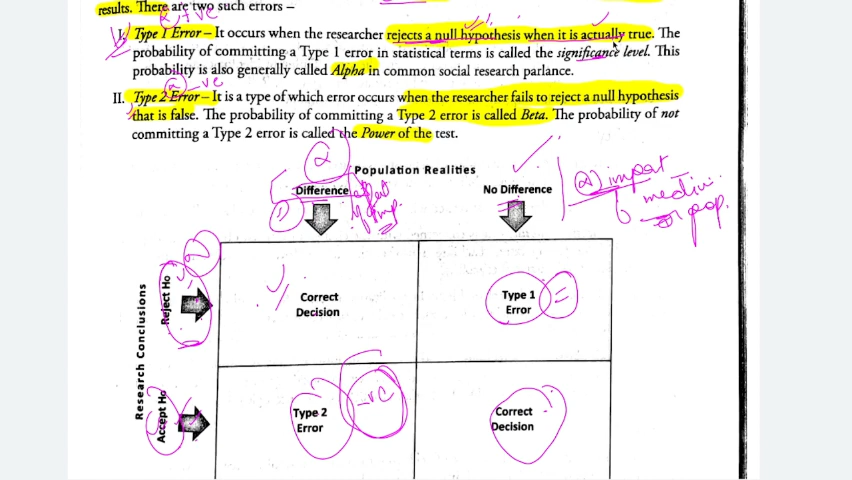 results. There are two such errors –
+ve
I. Type 1 Error – It occurs when the researcher rejects a null hypothesis when it is actually true. The
probability of committing a Type 1 error in statistical terms is called the significance level. This
probability is also generally called Alpha in common social research parlance.
-ve
II. Type 2 Error – It is a type of which error occurs when the researcher fails to reject a null hypothesis
that is false. The probability of committing a Type 2 error is called Beta. The probability of not
committing a Type 2 error is called the Power of the test.
Population Realities
Difference
No Difference
impat
pop.
Research Conclusions
Reject Ho
Correct
Decision
Type 1
Error
=
Accept Ho
Type 2
Error
-ve
Correct
Decision